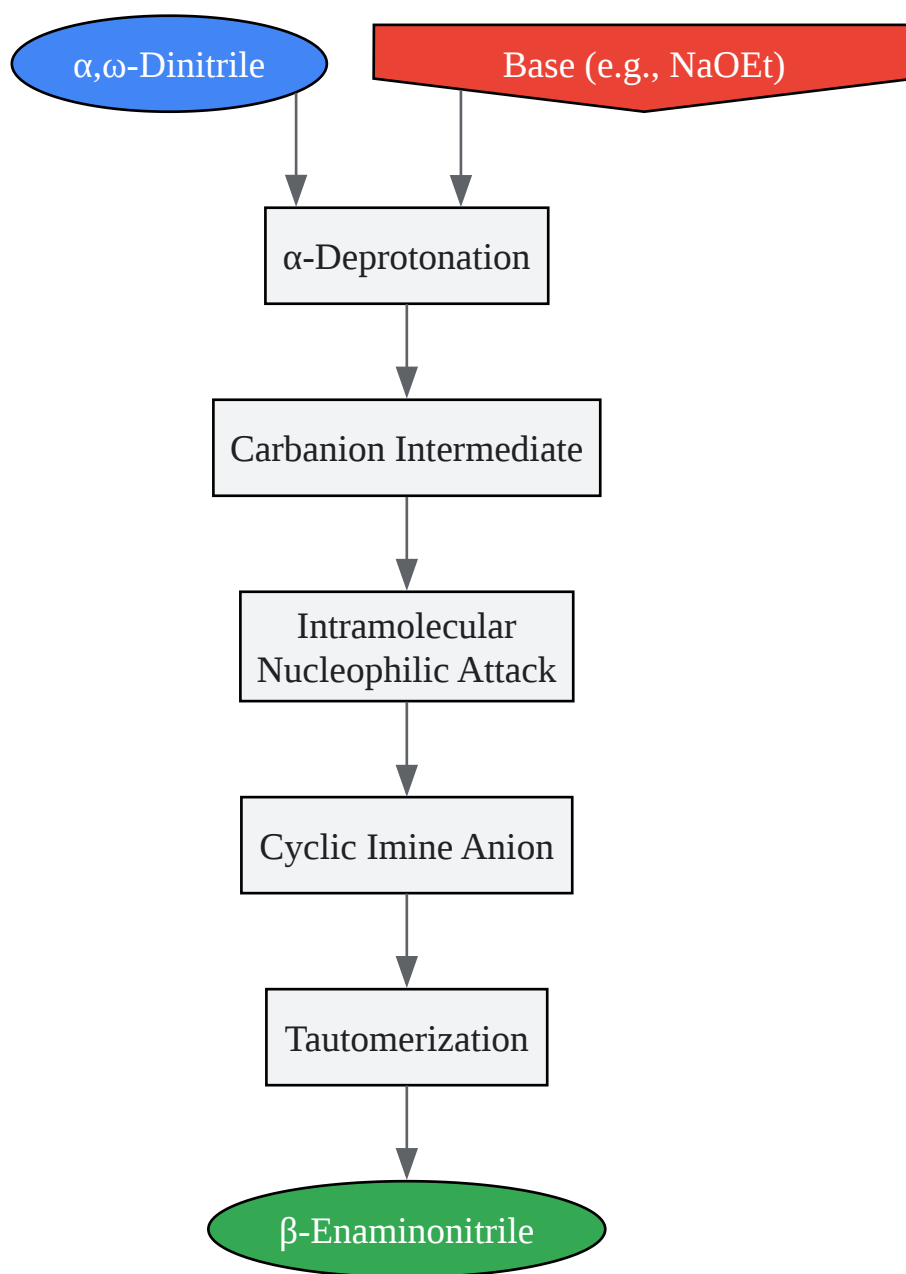 α,ω-Dinitrile
Base (e.g., NaOEt)
α-Deprotonation
Carbanion Intermediate
Intramolecular
Nucleophilic Attack
Cyclic Imine Anion
Tautomerization
β-Enaminonitrile